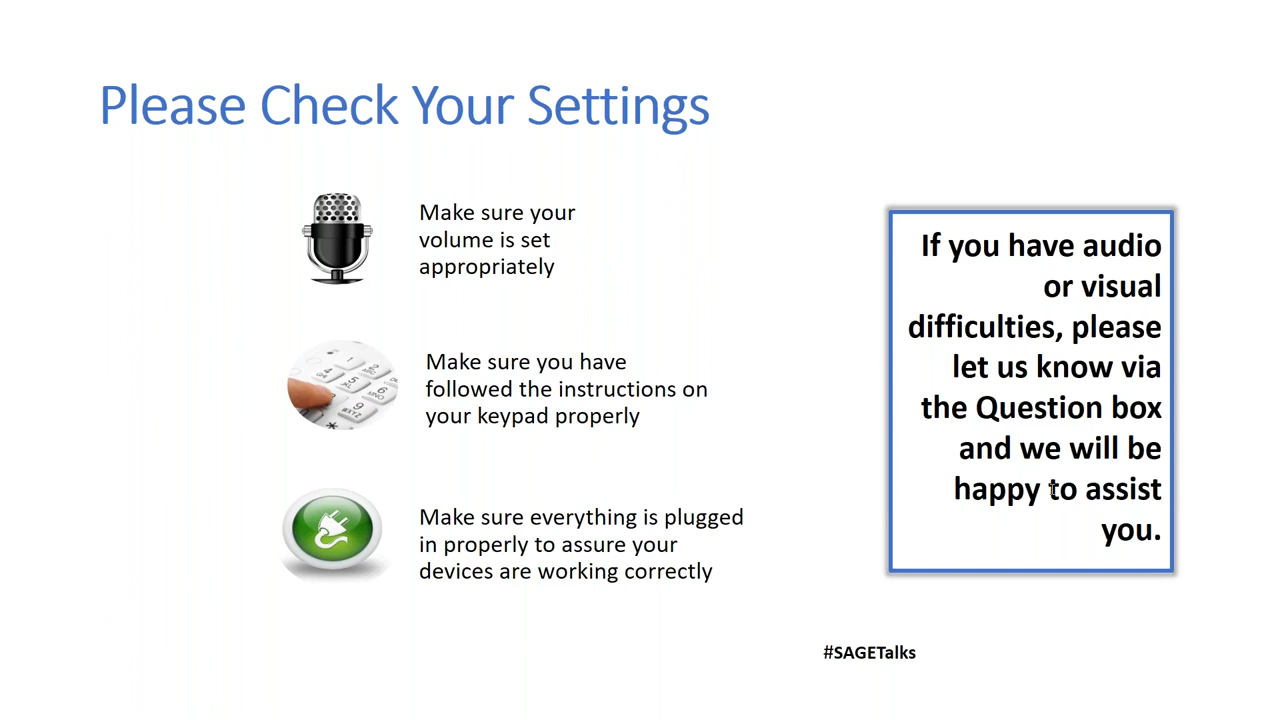 Please Check Your Settings
Make sure your
volume is set
appropriately
Make sure you have
followed the instructions on
your keypad properly
Make sure everything is plugged
in properly to assure your
devices are working correctly
If you have audio
or visual
difficulties, please
let us know via
the Question box
and we will be
happy to assist
you.
#SAGETalks